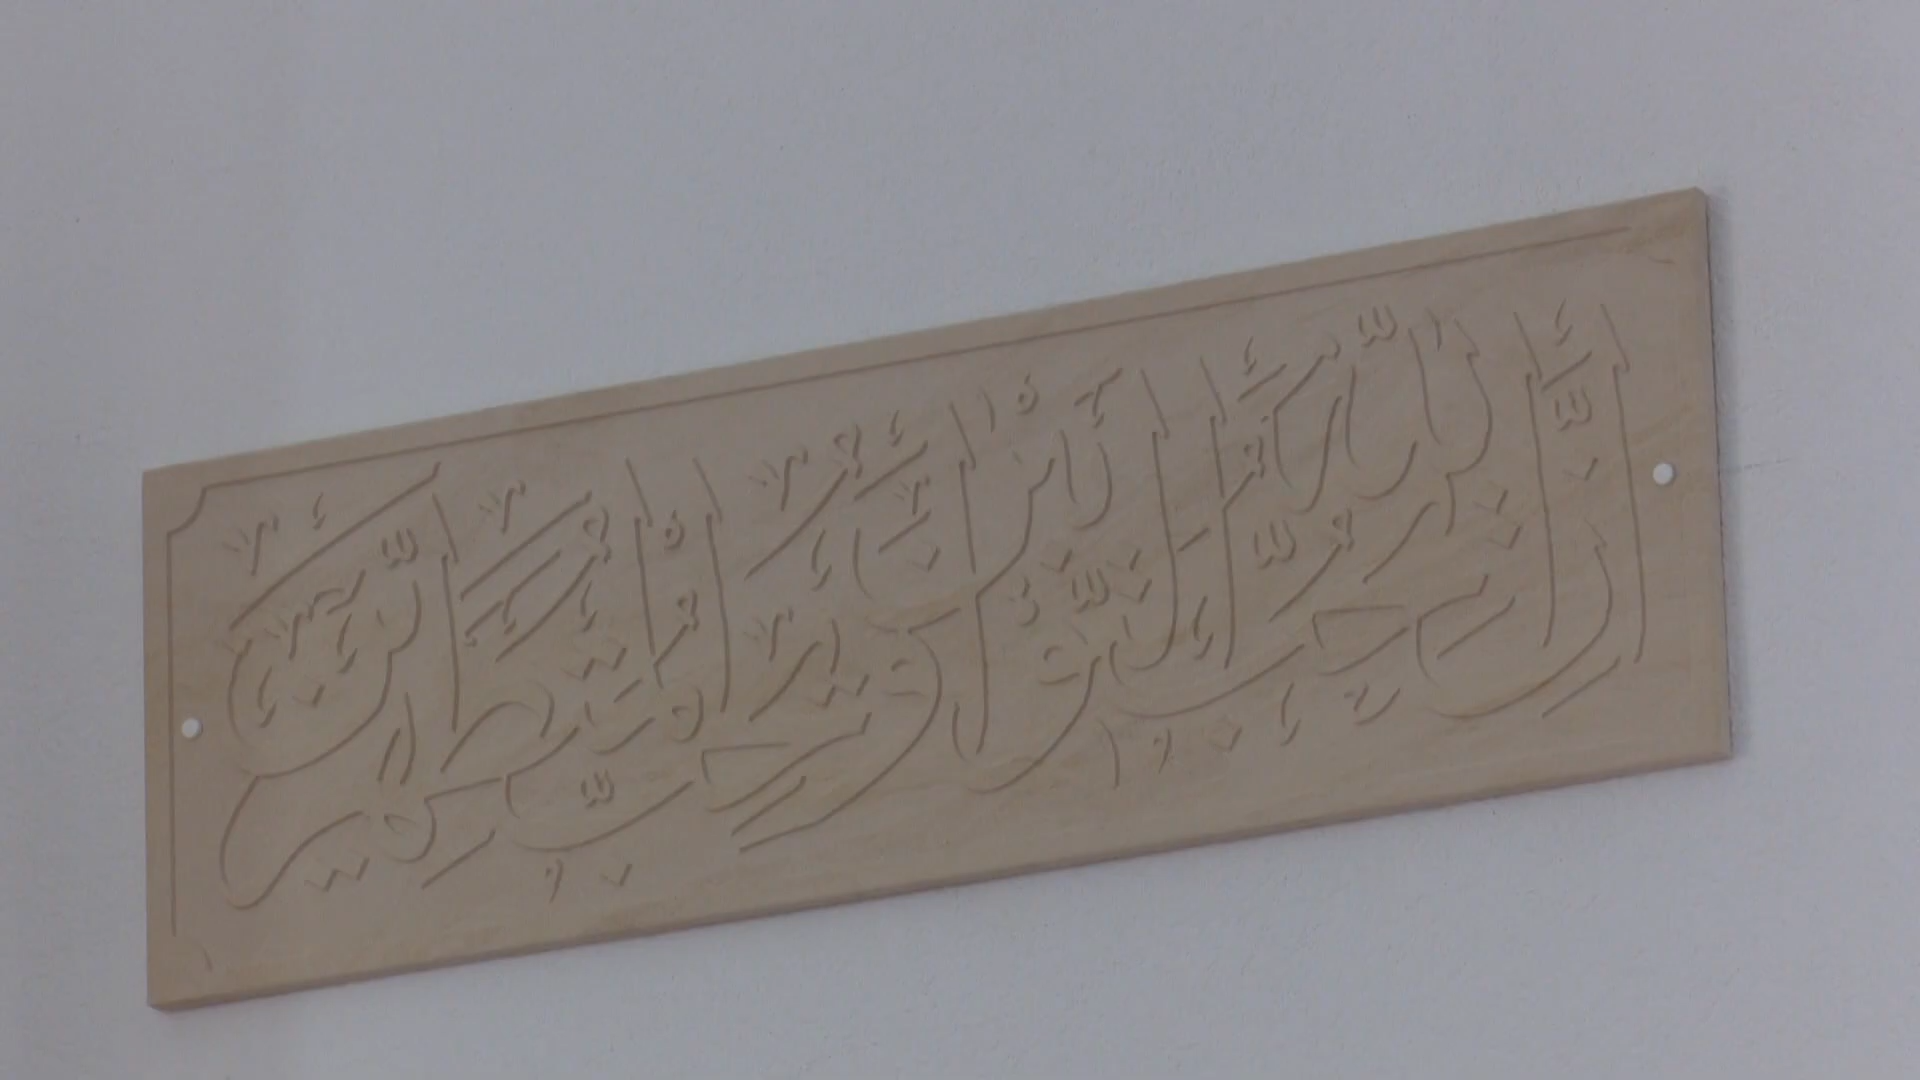 إِنَّ اللَّهَ يُحِبُّ التَّوَّابِينَ وَيُحِبُّ الْمُتَطَهِّرِينَ